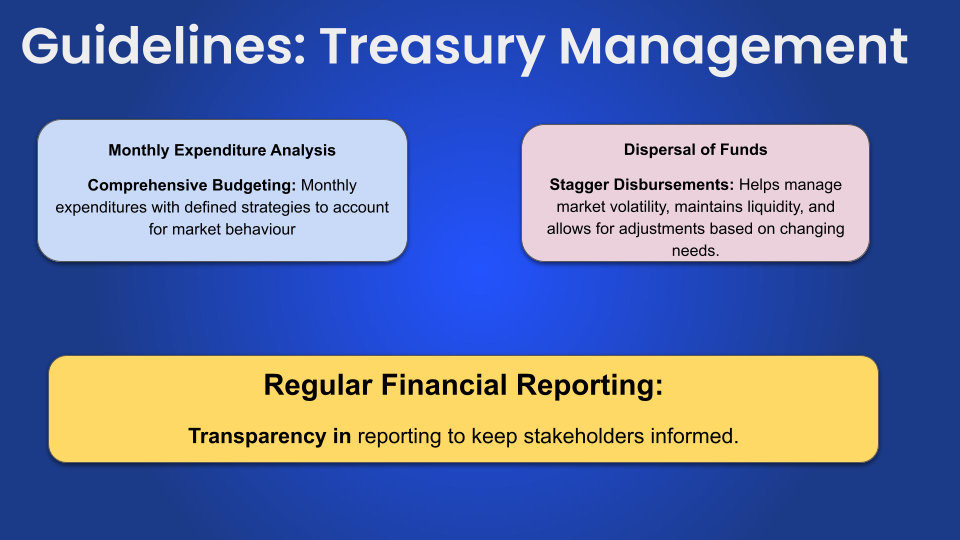 Guidelines: Treasury Management
Monthly Expenditure Analysis
Comprehensive Budgeting: Monthly
expenditures with defined strategies to account
for market behaviour
Dispersal of Funds
Stagger Disbursements: Helps manage
market volatility, maintains liquidity, and
allows for adjustments based on changing
needs.
Regular Financial Reporting:
Transparency in reporting to keep stakeholders informed.